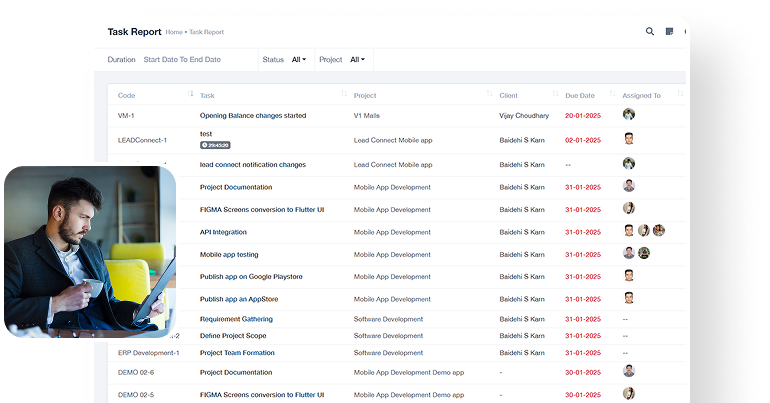 Task Report Home • Task Report
Duration Start Date To End Date Status All Project All
Code Task Project Client Due Date Assigned To
VM-1 Opening Balance changes started V1 Malls Vijay Choudhary 20-01-2025
LEADConnect-1 test Lead Connect Mobile app Baidehi S Karn 02-01-2025
29:45:20
lead connect notification changes Lead Connect Mobile app Baidehi S Karn --
Project Documentation Mobile App Development Baidehi S Karn 31-01-2025
FIGMA Screens conversion to Flutter UI Mobile App Development Baidehi S Karn 31-01-2025
API Integration Mobile App Development Baidehi S Karn 31-01-2025
Mobile app testing Mobile App Development Baidehi S Karn 31-01-2025
Publish app on Google Playstore Mobile App Development Baidehi S Karn 31-01-2025
Publish app an AppStore Mobile App Development Baidehi S Karn 31-01-2025
Requirement Gathering Software Development Baidehi S Karn 31-01-2025 --
-2 Define Project Scope Software Development Baidehi S Karn 31-01-2025 --
ERP Development-1 Project Team Formation Software Development Baidehi S Karn 31-01-2025 --
DEMO 02-6 Project Documentation Mobile App Development Demo app - 30-01-2025
DEMO 02-5 FIGMA Screens conversion to Flutter UI Mobile App Development Demo app - 30-01-2025